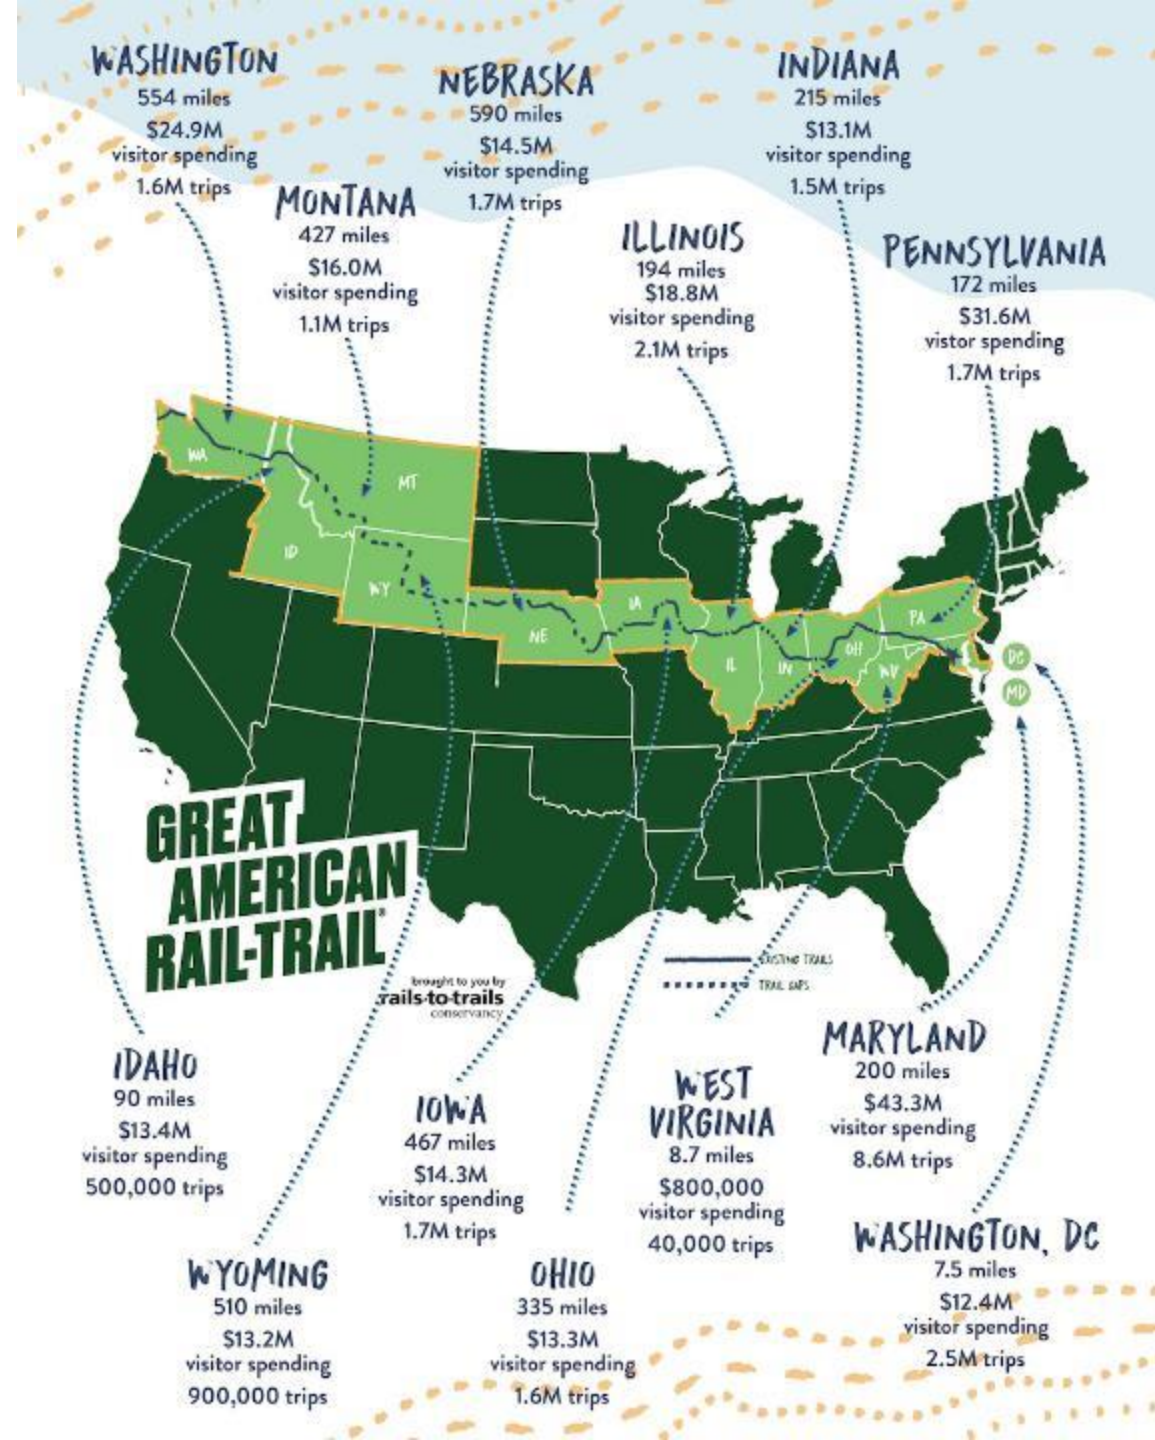 WASHINGTON
554 miles
$24.9M
visitor spending
1.6M trips
MONTANA
427 miles
$16.0M
visitor spending
1.1M trips
NEBRASKA
590 miles
$14.5M
visitor spending
1.7M trips
ILLINOIS
194 miles
$18.8M
visitor spending
2.1M trips
INDIANA
215 miles
$13.1M
visitor spending
1.5M trips
PENNSYLVANIA
172 miles
$31.6M
vistor spending
1.7M trips
WA
MT
ID
WY
NE
IA
IL
IN
OH
WV
PA
DC
MD
GREAT
AMERICAN
RAIL-TRAIL®
brought to you by
rails-to-trails
conservancy
EXISTING TRAILS
TRAIL GAPS
IDAHO
90 miles
$13.4M
visitor spending
500,000 trips
WYOMING
510 miles
$13.2M
visitor spending
900,000 trips
IOWA
467 miles
$14.3M
visitor spending
1.7M trips
OHIO
335 miles
$13.3M
visitor spending
1.6M trips
WEST
VIRGINIA
8.7 miles
$800,000
visitor spending
40,000 trips
MARYLAND
200 miles
$43.3M
visitor spending
8.6M trips
WASHINGTON, DC
7.5 miles
$12.4M
visitor spending
2.5M trips